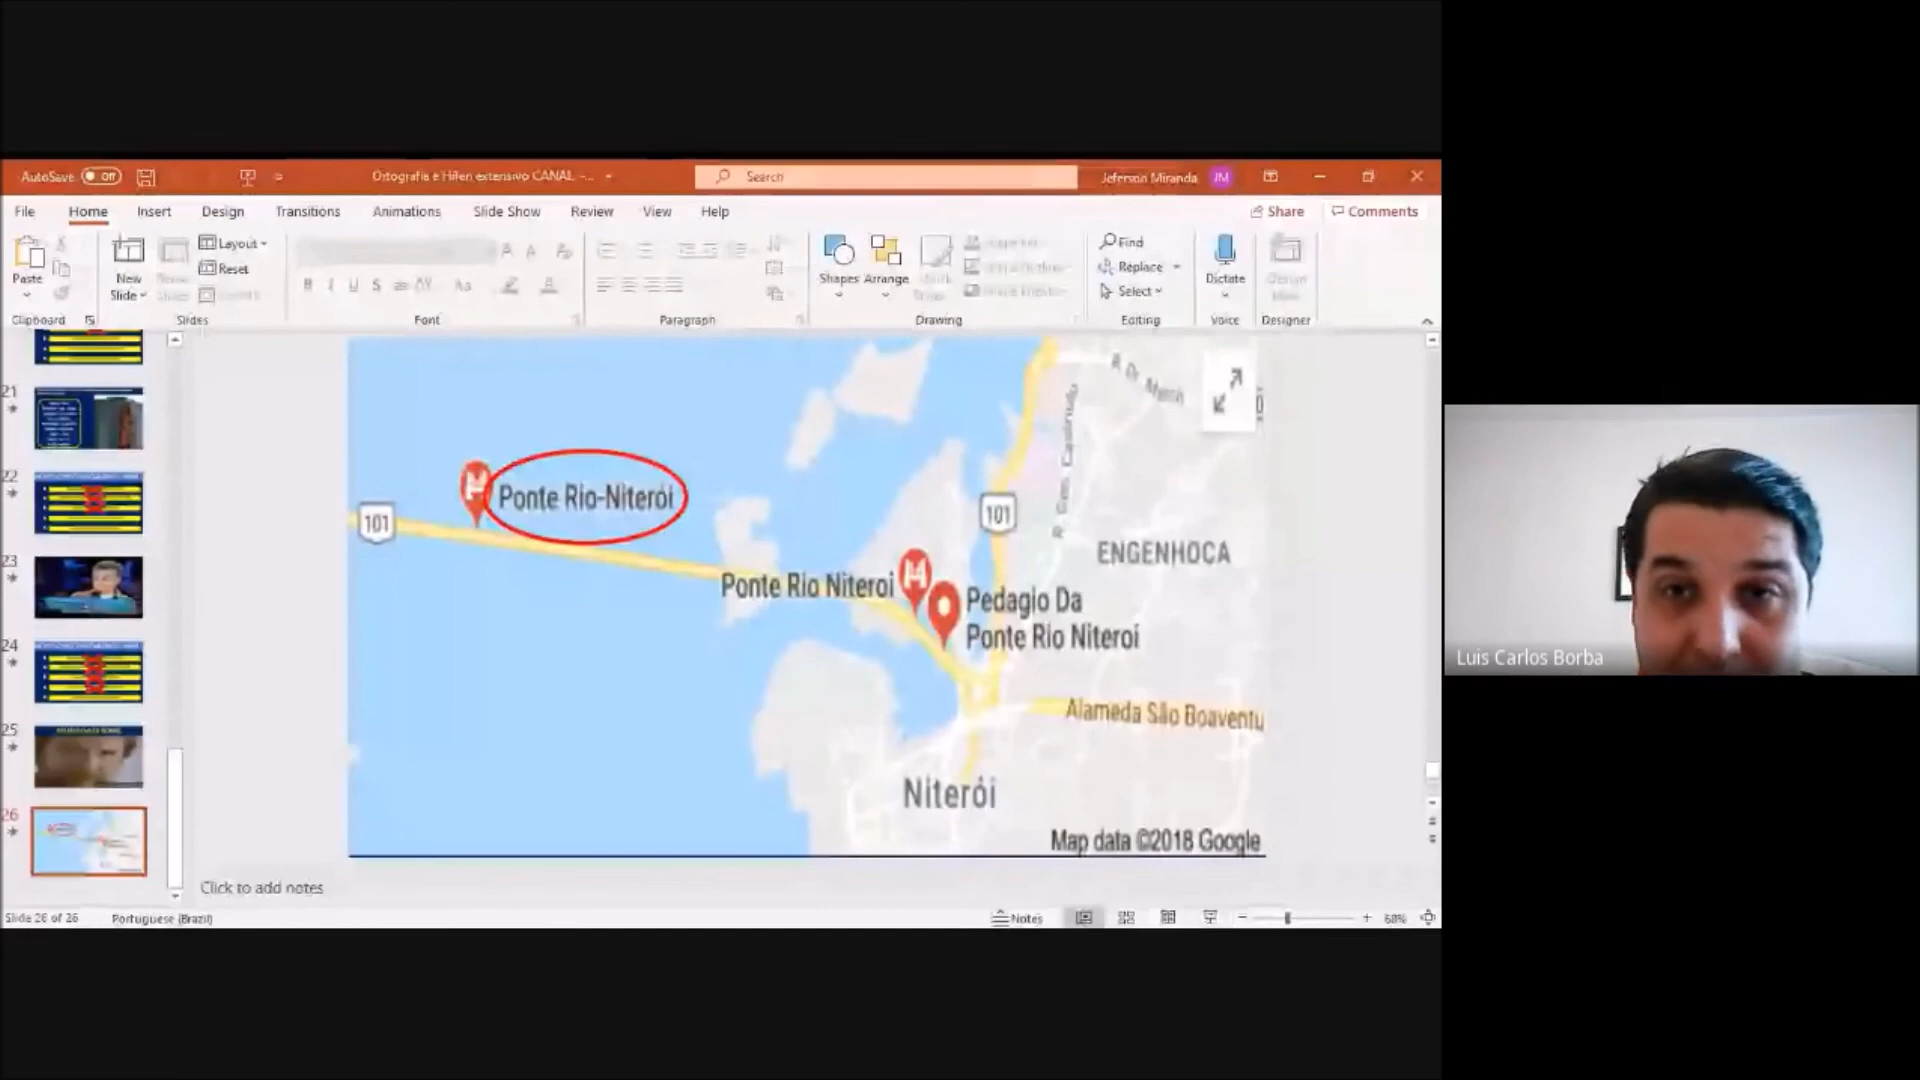 AutoSave Off
Ortografia e Hífen extensivo CANAL -...
Search
Jeferson Miranda JM
File Home Insert Design Transitions Animations Slide Show Review View Help
Share Comments
Paste
New
Slide
Layout
Reset
Shapes
Arrange
Find
Replace
Select
Dictate
Clipboard
Slides
Font
Paragraph
Drawing
Editing
Voice
Designer
21
22
23
24
25
26
101
Ponte Rio-Niterói
101
ENGENHOCA
Ponte Rio Niteroi
Pedagio Da
Ponte Rio Niteroi
Alameda São Boaventu
Niterói
Map data ©2018 Google
Click to add notes
Slide 26 of 26
Portuguese (Brazil)
Notes
68%
Luis Carlos Borba